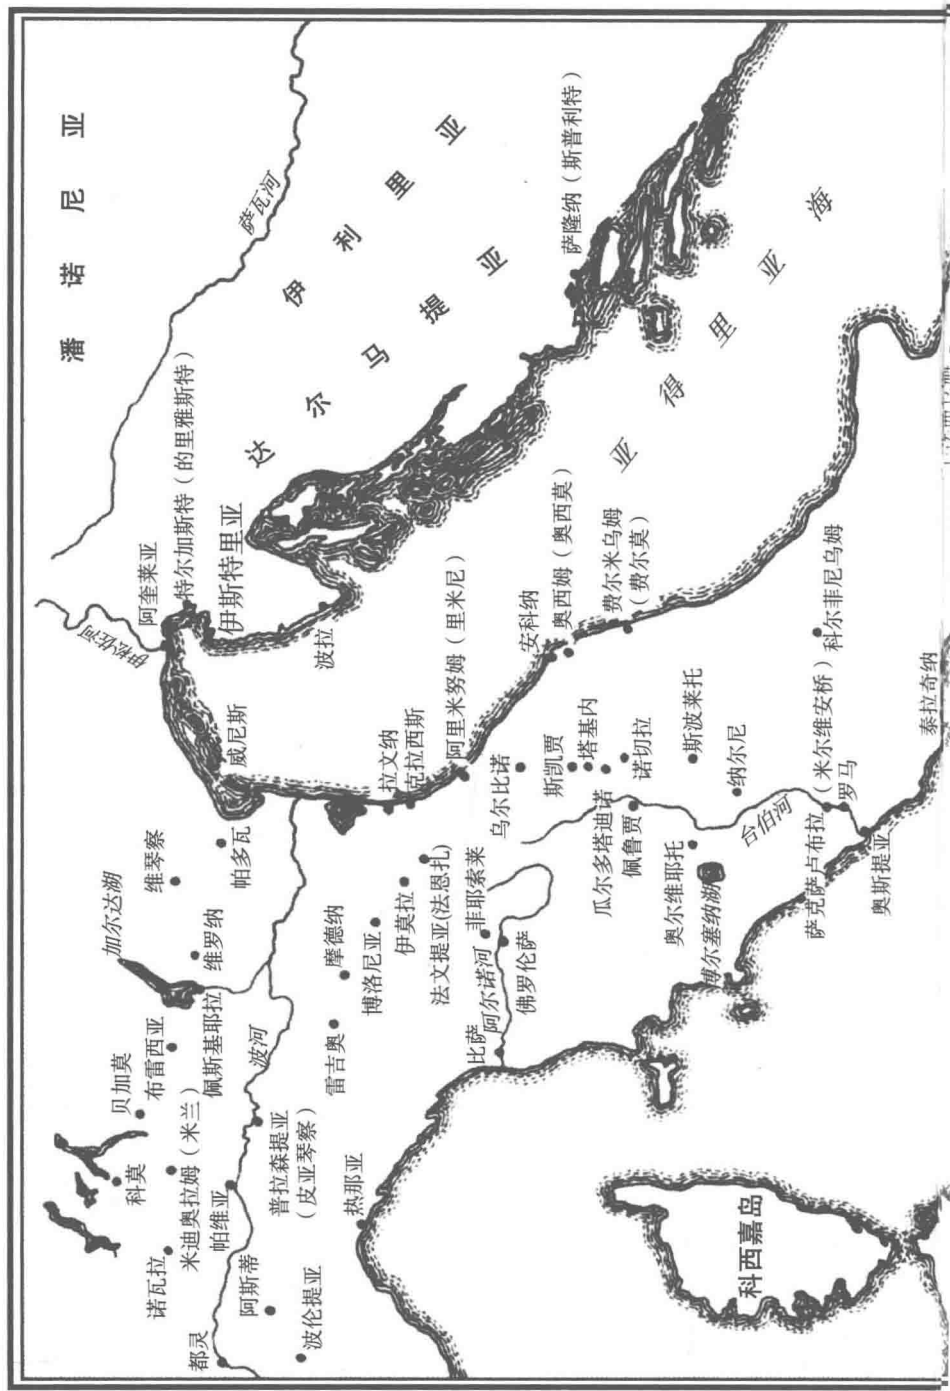 潘诺尼亚
萨瓦河
伊利里亚
达尔马提亚
萨隆纳（斯普利特）
亚得里亚海
伊松佐河
阿奎莱亚
特尔加斯特（的里雅斯特）
伊斯特里亚
波拉
威尼斯
拉文纳
克拉西斯
阿里米努姆（里米尼）
安科纳
奥西姆（奥西莫）
费尔米乌姆
（费尔莫）
乌尔比诺
斯凯贾
塔基内
诺切拉
斯波莱托
纳尔尼
（米尔维安桥）
罗马
科尔菲尼乌姆
泰拉奇纳
加尔达湖
维琴察
帕多瓦
维罗纳
贝加莫
布雷西亚
佩斯基耶拉
波河
摩德纳
博洛尼亚
伊莫拉
法文提亚(法恩扎)
雷吉奥
菲耶索莱
阿尔诺河
佛罗伦萨
比萨
瓜尔多塔迪诺
佩鲁贾
奥尔维耶托
博尔塞纳湖
台伯河
萨克萨卢布拉
奥斯提亚
科莫
诺瓦拉
米迪奥拉姆（米兰）
帕维亚
普拉森提亚
（皮亚琴察）
热那亚
都灵
阿斯蒂
波伦提亚
科西嘉岛